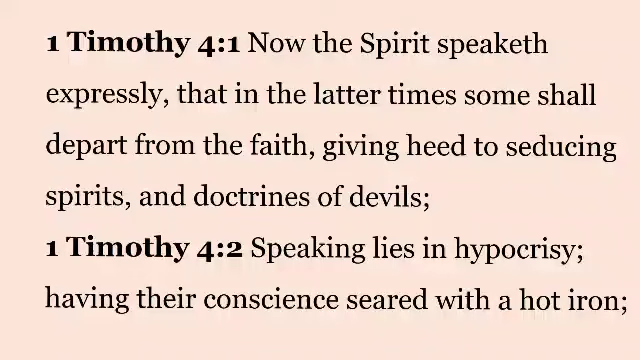 1 Timothy 4:1 Now the Spirit speaketh
expressly, that in the latter times some shall
depart from the faith, giving heed to seducing
spirits, and doctrines of devils;
1 Timothy 4:2 Speaking lies in hypocrisy;
having their conscience seared with a hot iron;